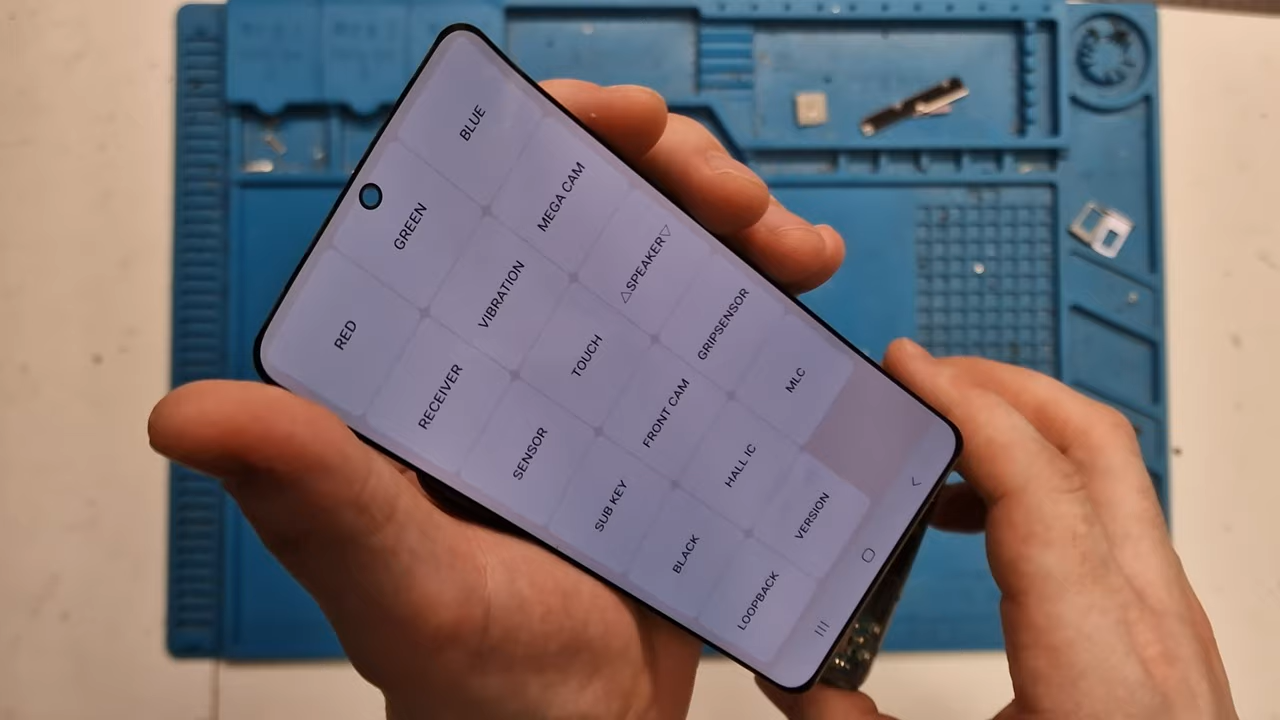 RED GREEN BLUE
RECEIVER VIBRATION MEGA CAM
SENSOR TOUCH △SPEAKER▽
SUB KEY FRONT CAM GRIPSENSOR
BLACK HALL IC MLC
LOOPBACK VERSION